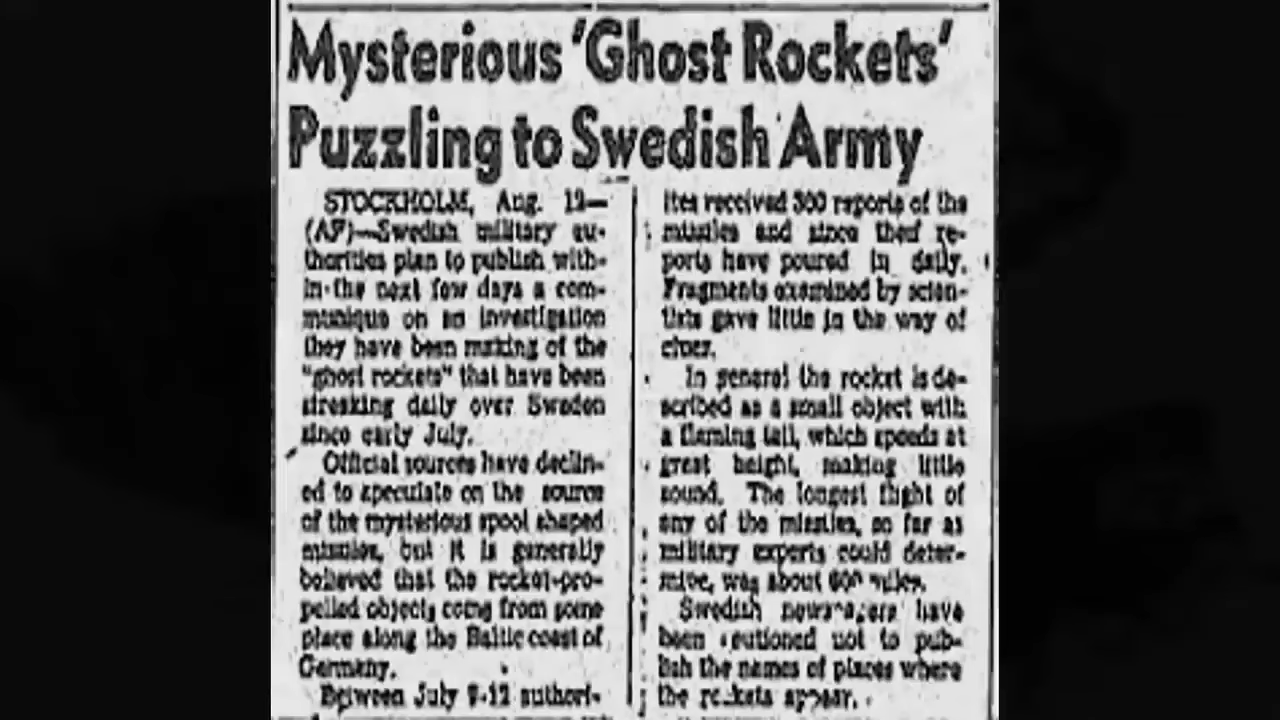 Mysterious 'Ghost Rockets'
Puzzling to Swedish Army
STOCKHOLM, Aug. 12—
(AP)—Swedish military au-
thorities plan to publish with-
in the next few days a com-
munique on an investigation
they have been making of the
"ghost rockets" that have been
streaking daily over Sweden
since early July.
Official sources have declin-
ed to speculate on the source
of the mysterious spool shaped
missiles, but it is generally
believed that the rocket-pro-
pelled objects come from some
place along the Baltic coast of
Germany.
Between July 9-12 authori-
ites received 300 reports of the
missiles and since then re-
ports have poured in daily.
Fragments examined by scien-
tists gave little in the way of
clues.
In general the rocket is de-
scribed as a small object with
a flaming tail, which speeds at
great height, making little
sound. The longest flight of
any of the missiles, so far as
military experts could deter-
mine, was about 600 miles.
Swedish newspapers have
been cautioned not to pub-
lish the names of places where
the rockets appear.